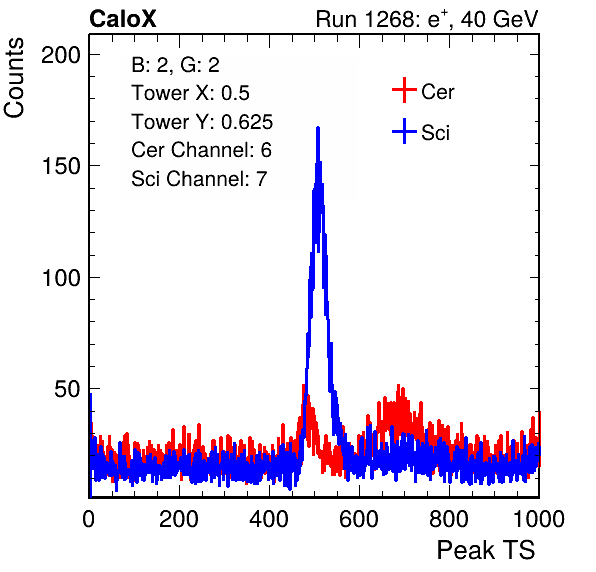 CaloX Run 1268: e⁺, 40 GeV
B: 2, G: 2
Tower X: 0.5
Tower Y: 0.625
Cer Channel: 6
Sci Channel: 7
Cer
Sci
Counts
200
150
100
50
0 200 400 600 800 1000
Peak TS